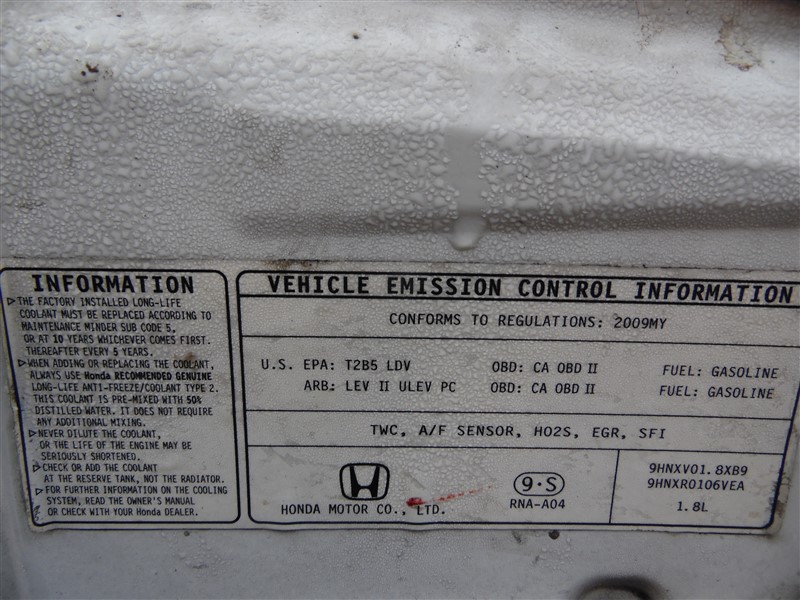 INFORMATION
▷THE FACTORY INSTALLED LONG-LIFE
COOLANT MUST BE REPLACED ACCORDING TO
MAINTENANCE MINDER SUB CODE 5,
OR AT 10 YEARS WHICHEVER COMES FIRST.
THEREAFTER EVERY 5 YEARS.
▷WHEN ADDING OR REPLACING THE COOLANT,
ALWAYS USE Honda RECOMMENDED GENUINE
LONG-LIFE ANTI-FREEZE/COOLANT TYPE 2.
THIS COOLANT IS PRE-MIXED WITH 50%
DISTILLED WATER. IT DOES NOT REQUIRE
ANY ADDITIONAL MIXING.
▷NEVER DILUTE THE COOLANT,
OR THE LIFE OF THE ENGINE MAY BE
SERIOUSLY SHORTENED.
▷CHECK OR ADD THE COOLANT
AT THE RESERVE TANK, NOT THE RADIATOR.
▷FOR FURTHER INFORMATION ON THE COOLING
SYSTEM, READ THE OWNER'S MANUAL
OR CHECK WITH YOUR Honda DEALER.
VEHICLE EMISSION CONTROL INFORMATION
CONFORMS TO REGULATIONS: 2009MY
U.S. EPA: T2B5 LDV OBD: CA OBD II FUEL: GASOLINE
ARB: LEV II ULEV PC OBD: CA OBD II FUEL: GASOLINE
TWC, A/F SENSOR, HO2S, EGR, SFI
HONDA MOTOR CO., LTD.
9·S
RNA-A04
9HNXV01.8XB9
9HNXR0106VEA
1.8L